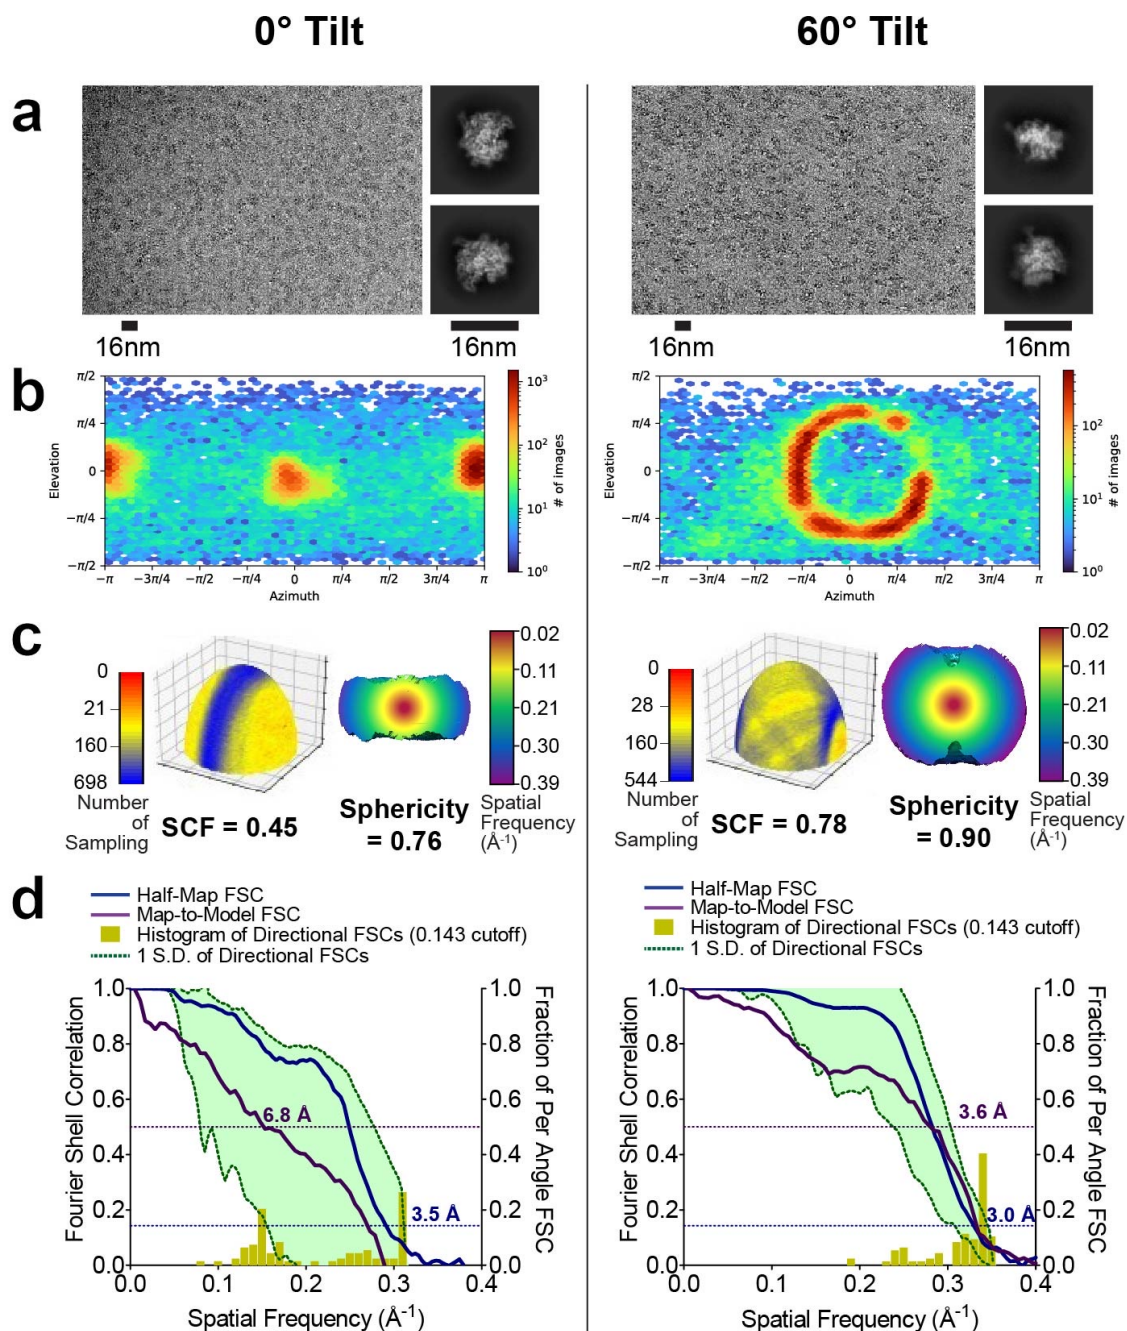 0° Tilt
60° Tilt
a
16nm
16nm
16nm
16nm
b
π/2
π/4
0
−π/4
−π/2
Elevation
−π
−3π/4
−π/2
−π/4
0
π/4
π/2
3π/4
π
Azimuth
10³
10²
10¹
10⁰
# of images
π/2
π/4
0
−π/4
−π/2
Elevation
−π
−3π/4
−π/2
−π/4
0
π/4
π/2
3π/4
π
Azimuth
10²
10¹
10⁰
# of images
c
0
21
160
698
Number
of
Sampling
SCF = 0.45
Sphericity
= 0.76
0.02
0.11
-0.21
0.30
0.39
Spatial
Frequency
(Å⁻¹)
0
28
160
544
Number
of
Sampling
SCF = 0.78
Sphericity
= 0.90
0.02
0.11
-0.21
0.30
0.39
Spatial
Frequency
(Å⁻¹)
d
Half-Map FSC
Map-to-Model FSC
Histogram of Directional FSCs (0.143 cutoff)
1 S.D. of Directional FSCs
1.0
0.8
0.6
0.4
0.2
0.0
Fourier Shell Correlation
6.8 Å
3.5 Å
1.0
0.8
0.6
0.4
0.2
0.0
Fraction of Per Angle FSC
0.0
0.1
0.2
0.3
0.4
Spatial Frequency (Å⁻¹)
Half-Map FSC
Map-to-Model FSC
Histogram of Directional FSCs (0.143 cutoff)
1 S.D. of Directional FSCs
1.0
0.8
0.6
0.4
0.2
0.0
Fourier Shell Correlation
3.6 Å
3.0 Å
1.0
0.8
0.6
0.4
0.2
0.0
Fraction of Per Angle FSC
0.0
0.1
0.2
0.3
0.4
Spatial Frequency (Å⁻¹)